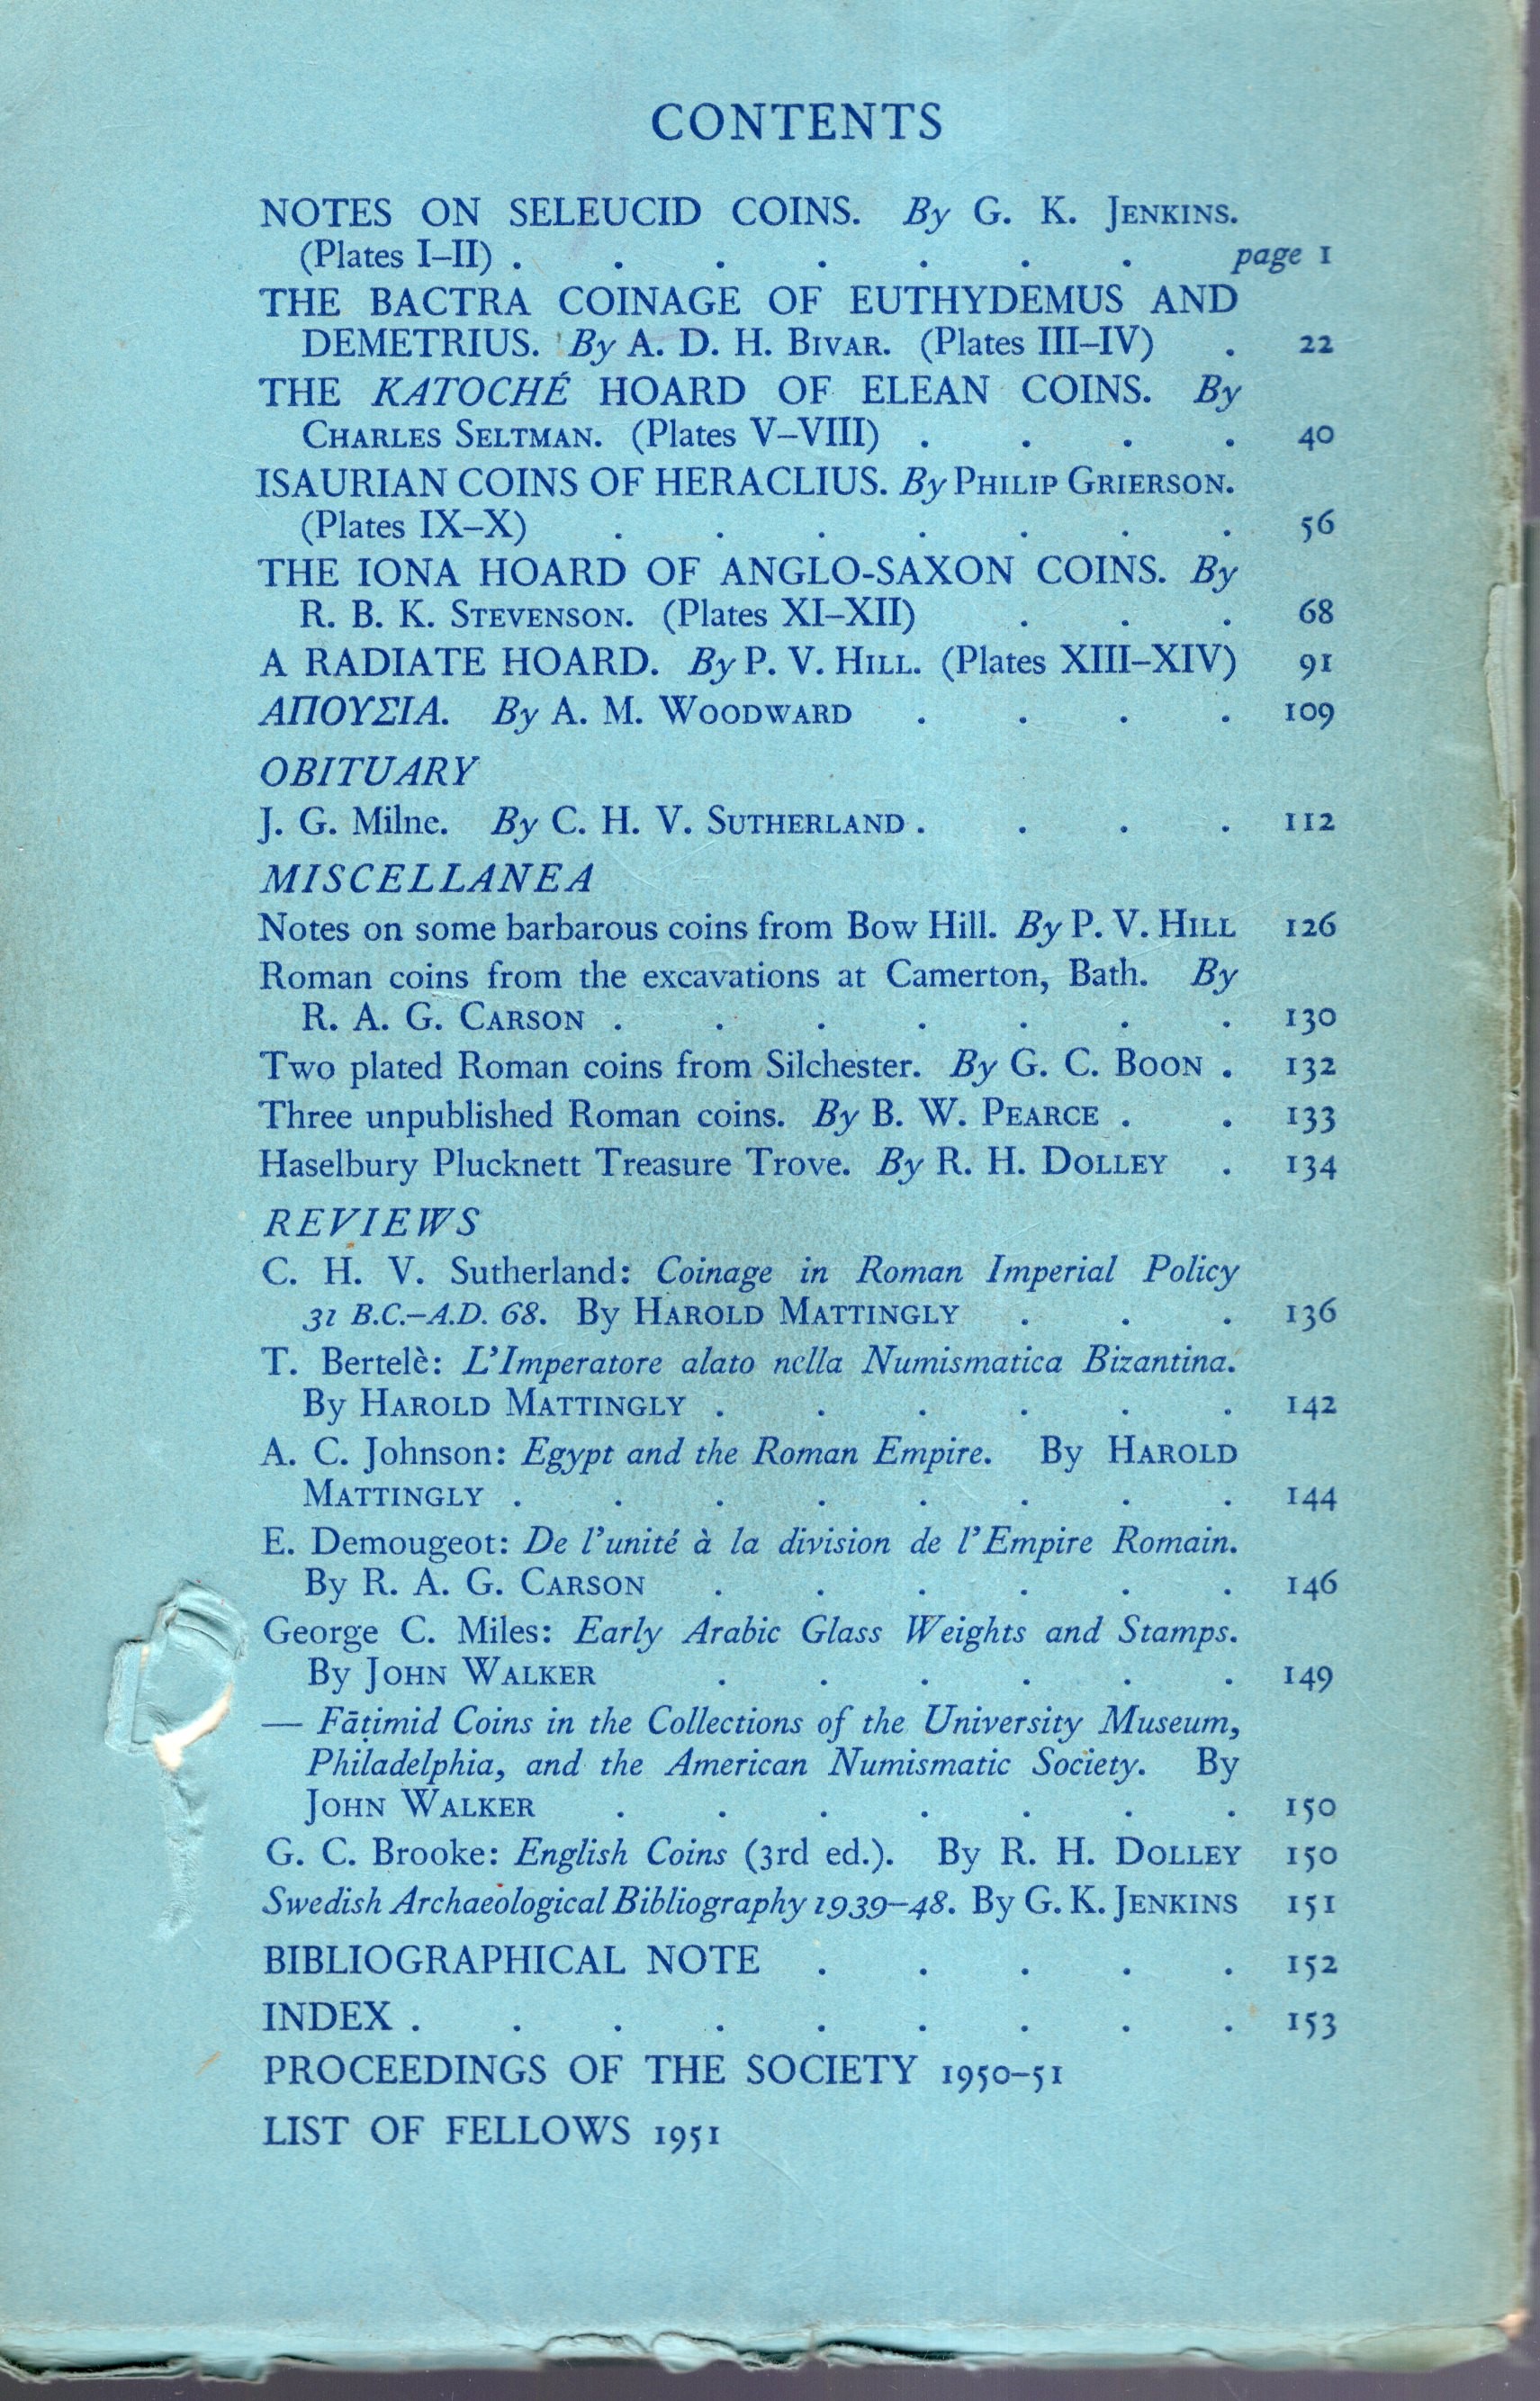 CONTENTS
NOTES ON SELEUCID COINS. By G. K. JENKINS.
(Plates I–II) . . . . . . . page 1
THE BACTRA COINAGE OF EUTHYDEMUS AND
DEMETRIUS. By A. D. H. BIVAR. (Plates III–IV) . 22
THE KATOCHÉ HOARD OF ELEAN COINS. By
CHARLES SELTMAN. (Plates V–VIII) . . . . 40
ISAURIAN COINS OF HERACLIUS. By PHILIP GRIERSON.
(Plates IX–X) . . . . . . . 56
THE IONA HOARD OF ANGLO-SAXON COINS. By
R. B. K. STEVENSON. (Plates XI–XII) . . . 68
A RADIATE HOARD. By P. V. HILL. (Plates XIII–XIV) 91
ΑΠΟΥΣΙΑ. By A. M. WOODWARD . . . . 109
OBITUARY
J. G. Milne. By C. H. V. SUTHERLAND . . . . 112
MISCELLANEA
Notes on some barbarous coins from Bow Hill. By P. V. HILL 126
Roman coins from the excavations at Camerton, Bath. By
R. A. G. CARSON . . . . . . . 130
Two plated Roman coins from Silchester. By G. C. BOON . 132
Three unpublished Roman coins. By B. W. PEARCE . . 133
Haselbury Plucknett Treasure Trove. By R. H. DOLLEY . 134
REVIEWS
C. H. V. Sutherland: Coinage in Roman Imperial Policy
31 B.C.–A.D. 68. By HAROLD MATTINGLY . . . 136
T. Bertelè: L'Imperatore alato nella Numismatica Bizantina.
By HAROLD MATTINGLY . . . . . . 142
A. C. Johnson: Egypt and the Roman Empire. By HAROLD
MATTINGLY . . . . . . . . 144
E. Demougeot: De l'unité à la division de l'Empire Romain.
By R. A. G. CARSON . . . . . . 146
George C. Miles: Early Arabic Glass Weights and Stamps.
By JOHN WALKER . . . . . . 149
— Fāṭimid Coins in the Collections of the University Museum,
Philadelphia, and the American Numismatic Society. By
JOHN WALKER . . . . . . . 150
G. C. Brooke: English Coins (3rd ed.). By R. H. DOLLEY 150
Swedish Archaeological Bibliography 1939–48. By G. K. JENKINS 151
BIBLIOGRAPHICAL NOTE . . . . . 152
INDEX . . . . . . . . . 153
PROCEEDINGS OF THE SOCIETY 1950–51
LIST OF FELLOWS 1951